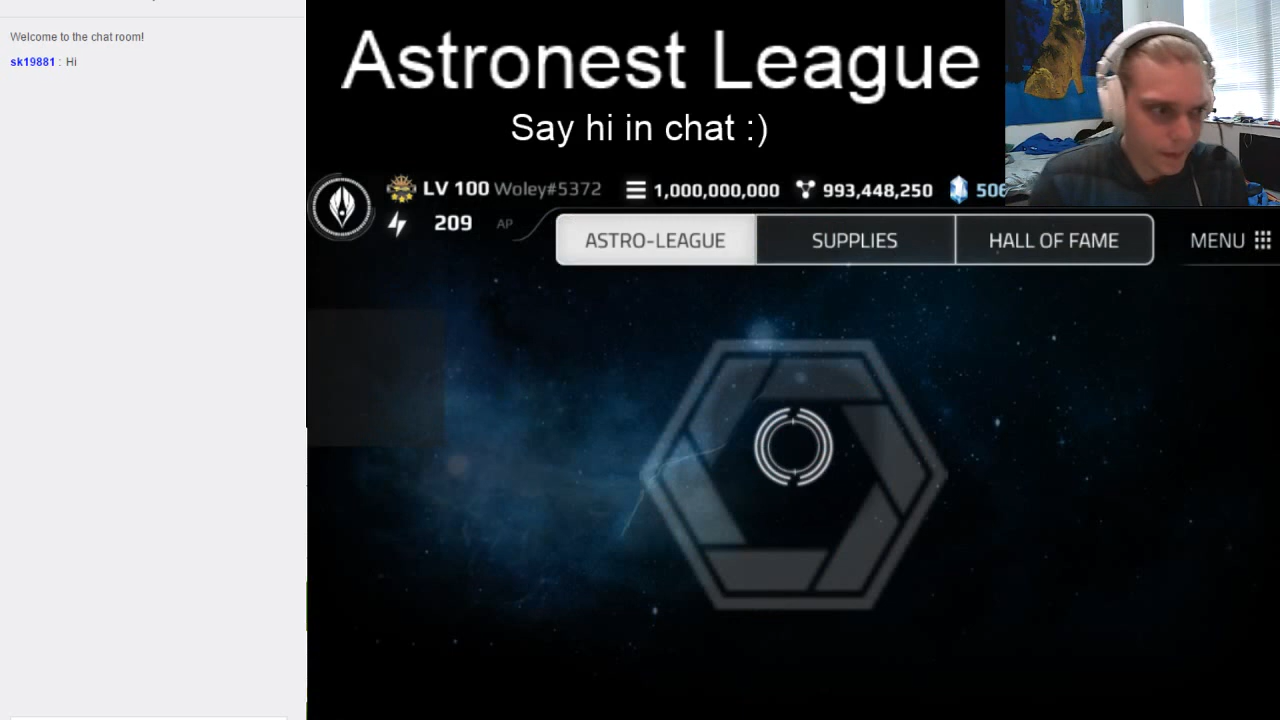 Welcome to the chat room!
sk19881 : Hi
Astronest League
Say hi in chat :)
LV 100 Woley#5372 1,000,000,000 993,448,250 506
209 AP
ASTRO-LEAGUE SUPPLIES HALL OF FAME MENU